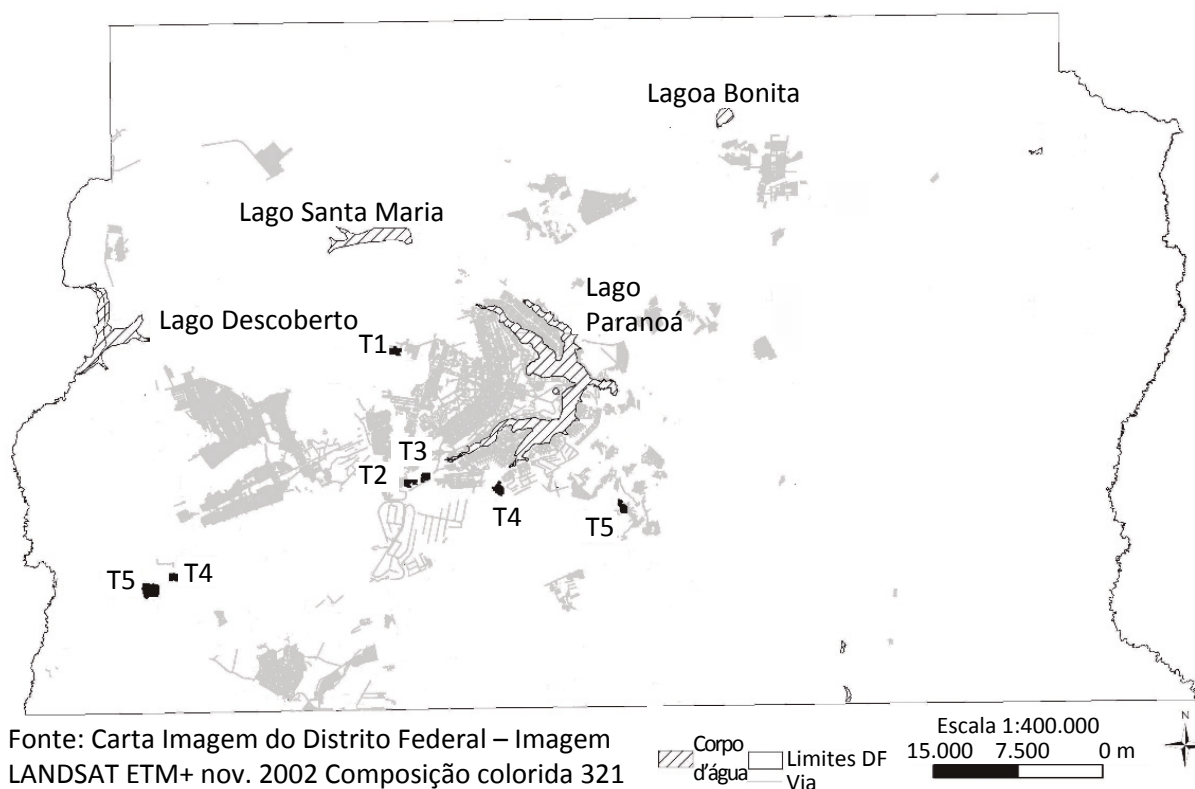 Lagoa Bonita
Lago Santa Maria
Lago
Paranoá
Lago Descoberto
T1
T3
T2
T4
T5
T4
T5
Fonte: Carta Imagem do Distrito Federal – Imagem
LANDSAT ETM+ nov. 2002 Composição colorida 321
Corpo
d'água
Limites DF
Via
Escala 1:400.000
15.000 7.500 0 m
N